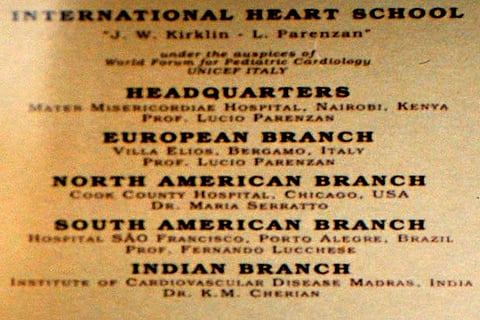 INTERNATIONAL HEART SCHOOL
"J. W. Kirklin - L. Parenzan"
under the auspices of
World Forum for Pediatric Cardiology
UNICEF ITALY
HEADQUARTERS
MATER MISERICORDIAE HOSPITAL, NAIROBI, KENYA
PROF. LUCIO PARENZAN
EUROPEAN BRANCH
VILLA ELIOS, BERGAMO, ITALY
PROF. LUCIO PARENZAN
NORTH AMERICAN BRANCH
COOK COUNTY HOSPITAL, CHICAGO, USA
DR. MARIA SERRATTO
SOUTH AMERICAN BRANCH
HOSPITAL SÃO FRANCISCO, PORTO ALEGRE, BRAZIL
PROF. FERNANDO LUCCHESE
INDIAN BRANCH
INSTITUTE OF CARDIOVASCULAR DISEASE MADRAS, INDIA
DR. K.M. CHERIAN